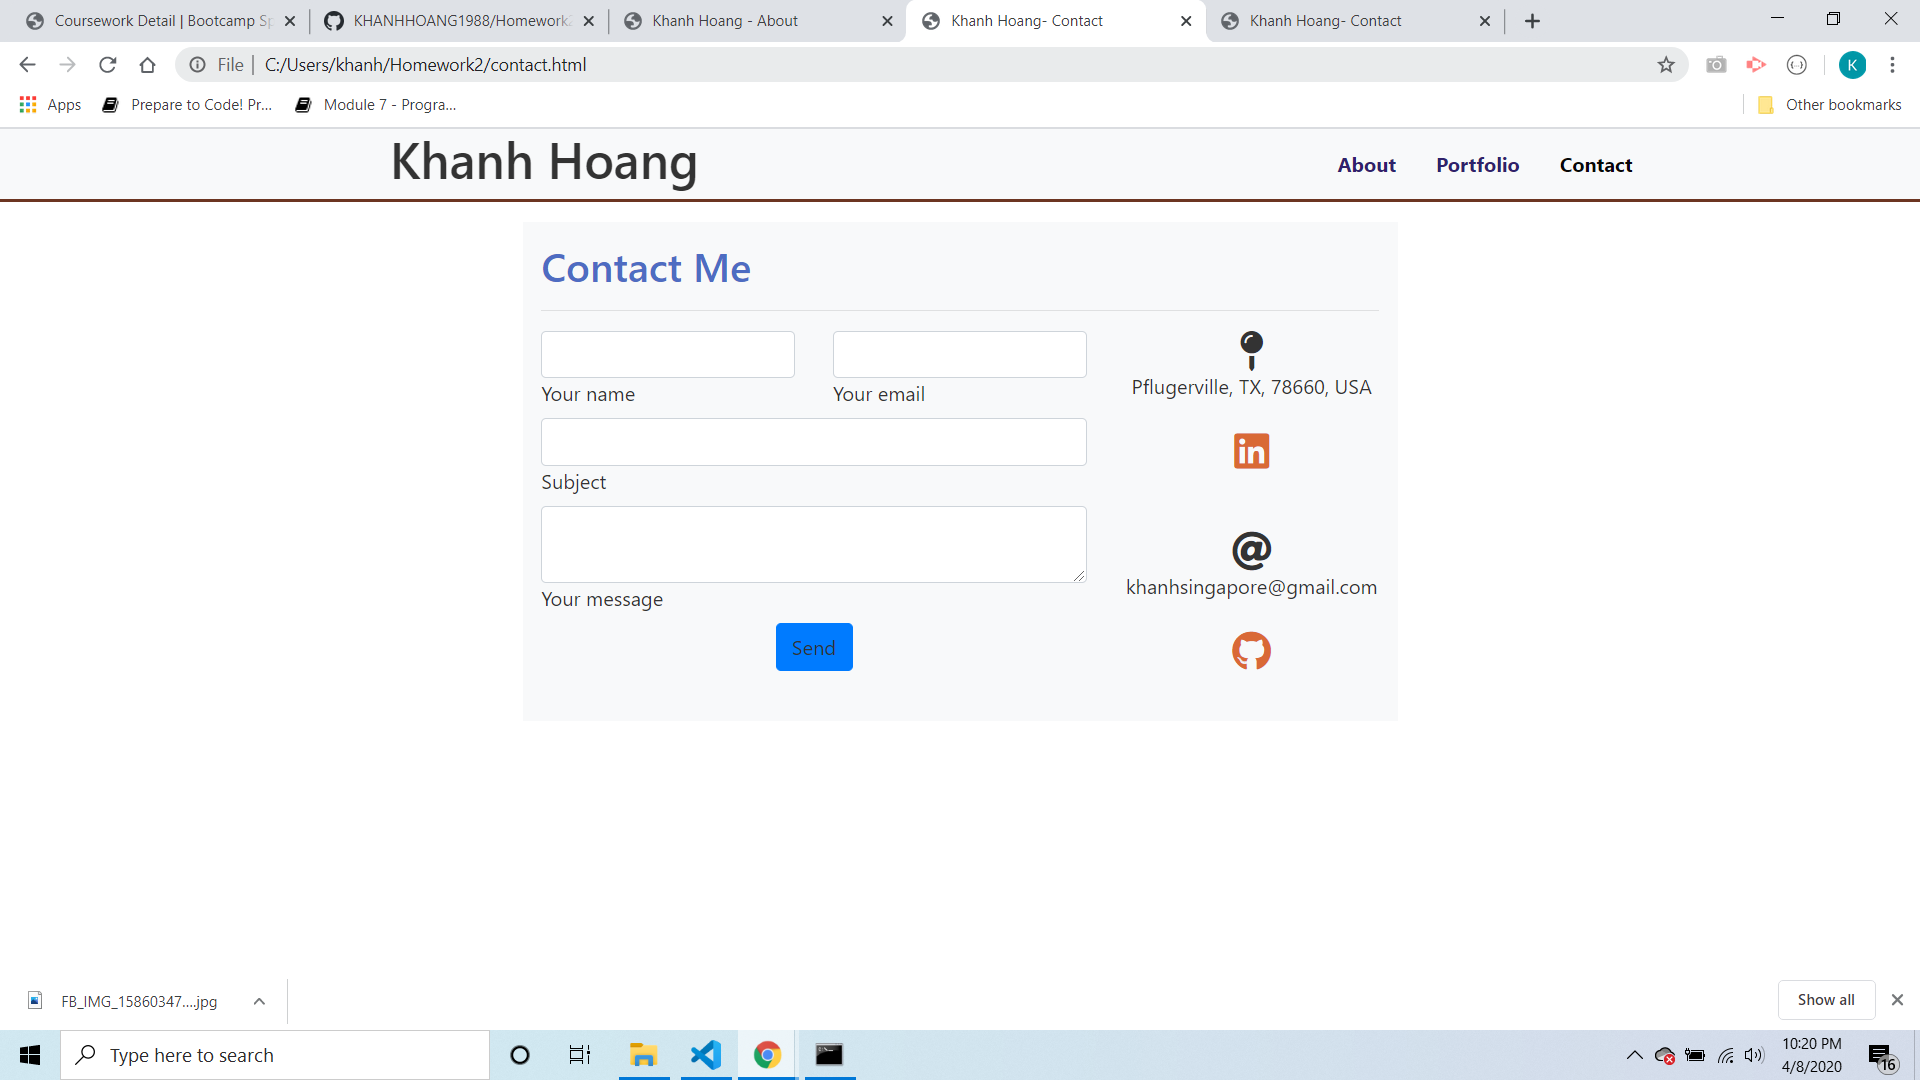 Coursework Detail | Bootcamp Sp
KHANHHOANG1988/Homework2
Khanh Hoang - About
Khanh Hoang- Contact
Khanh Hoang- Contact
File | C:/Users/khanh/Homework2/contact.html
K
Apps
Prepare to Code! Pr...
Module 7 - Progra...
Other bookmarks
Khanh Hoang
About
Portfolio
Contact
Contact Me
Your name
Your email
Subject
Your message
Send
Pflugerville, TX, 78660, USA
in
@
khanhsingapore@gmail.com
FB_IMG_15860347....jpg
Show all
Type here to search
10:20 PM
4/8/2020
16